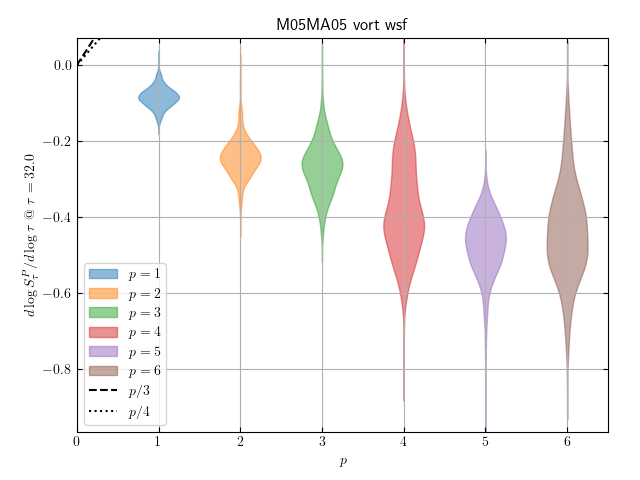 M05MA05 vort wsf
d log S_τ^P / d log τ @ τ = 32.0
0.0
−0.2
−0.4
−0.6
−0.8
p = 1
p = 2
p = 3
p = 4
p = 5
p = 6
p/3
p/4
0 1 2 3 4 5 6
p